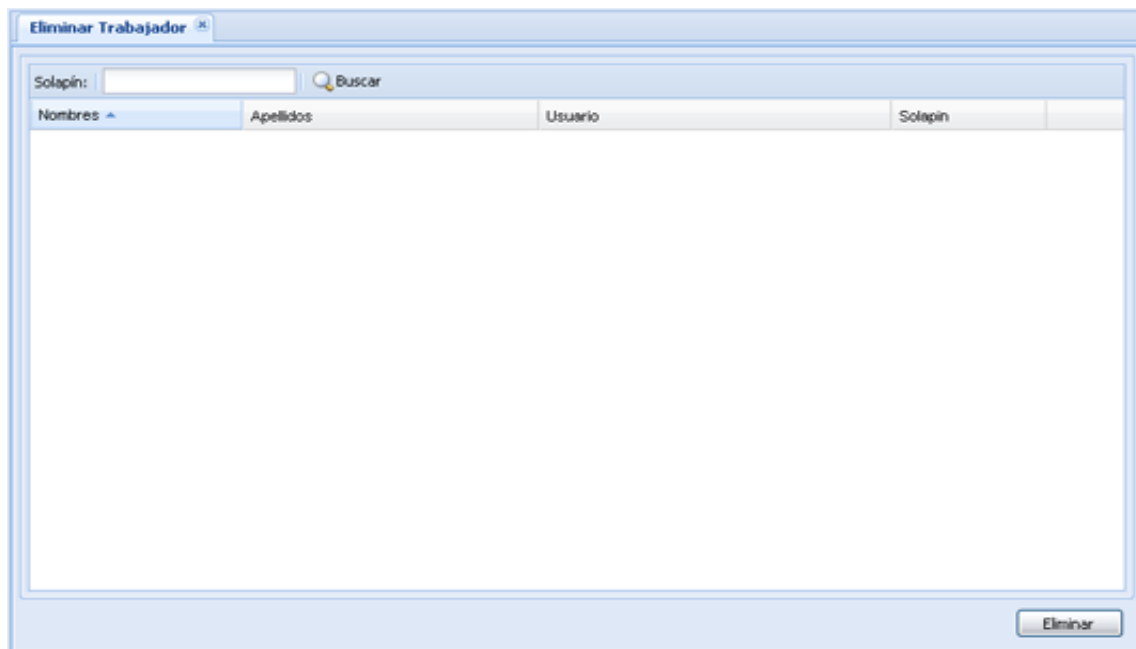 Eliminar Trabajador
Solapín: Buscar
Nombres Apellidos Usuario Solapin
Eliminar